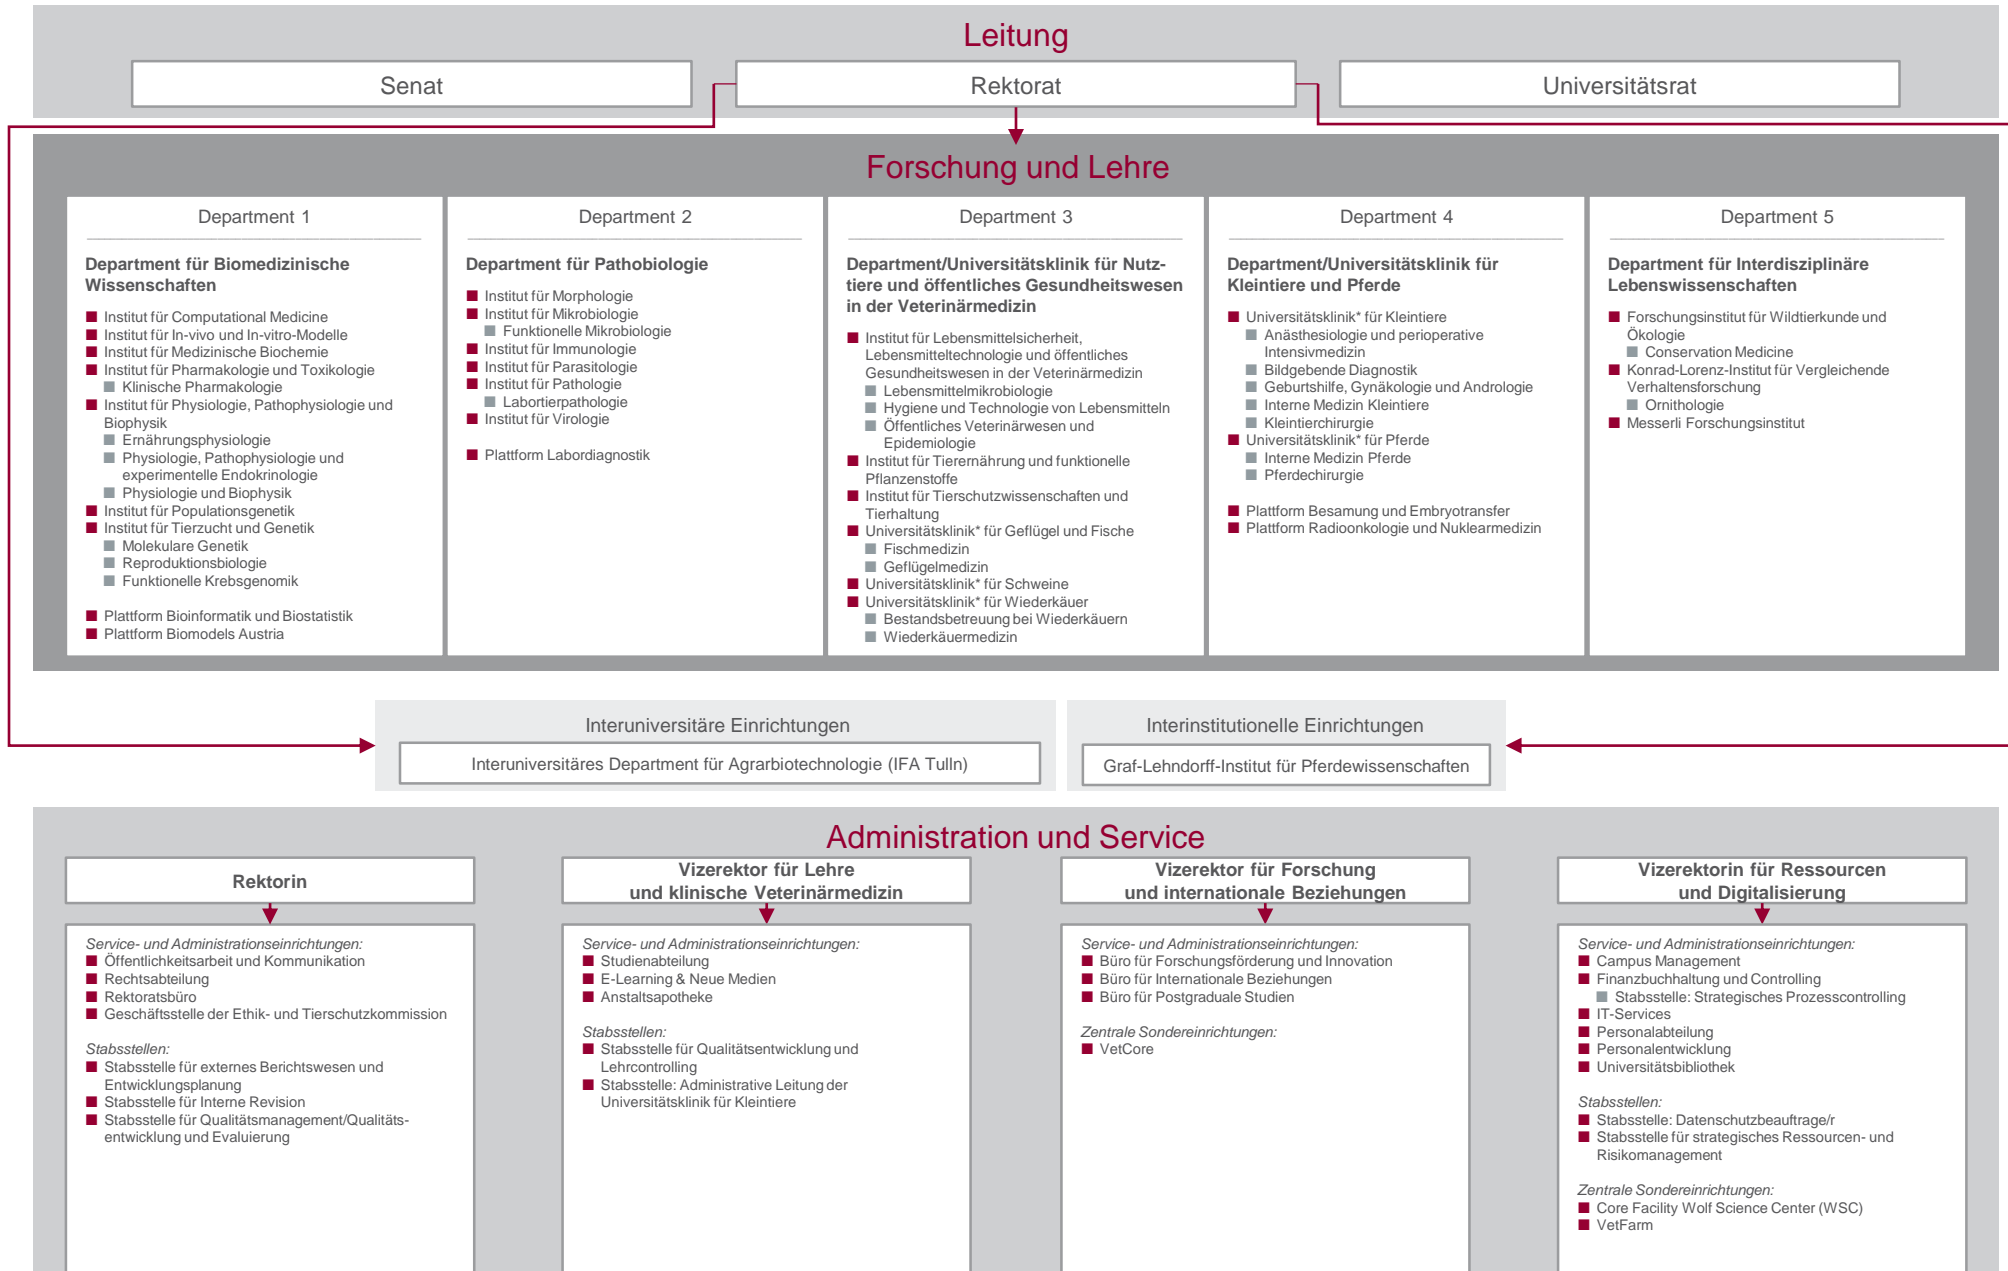 Leitung
Senat
Rektorat
Universitätsrat
Forschung und Lehre
Department 1
Department für Biomedizinische
Wissenschaften
Institut für Computational Medicine
Institut für In-vivo und In-vitro-Modelle
Institut für Medizinische Biochemie
Institut für Pharmakologie und Toxikologie
Klinische Pharmakologie
Institut für Physiologie, Pathophysiologie und
Biophysik
Ernährungsphysiologie
Physiologie, Pathophysiologie und
experimentelle Endokrinologie
Physiologie und Biophysik
Institut für Populationsgenetik
Institut für Tierzucht und Genetik
Molekulare Genetik
Reproduktionsbiologie
Funktionelle Krebsgenomik
Plattform Bioinformatik und Biostatistik
Plattform Biomodels Austria
Department 2
Department für Pathobiologie
Institut für Morphologie
Institut für Mikrobiologie
Funktionelle Mikrobiologie
Institut für Immunologie
Institut für Parasitologie
Institut für Pathologie
Labortierpathologie
Institut für Virologie
Plattform Labordiagnostik
Department 3
Department/Universitätsklinik für Nutz-
tiere und öffentliches Gesundheitswesen
in der Veterinärmedizin
Institut für Lebensmittelsicherheit,
Lebensmitteltechnologie und öffentliches
Gesundheitswesen in der Veterinärmedizin
Lebensmittelmikrobiologie
Hygiene und Technologie von Lebensmitteln
Öffentliches Veterinärwesen und
Epidemiologie
Institut für Tierernährung und funktionelle
Pflanzenstoffe
Institut für Tierschutzwissenschaften und
Tierhaltung
Universitätsklinik* für Geflügel und Fische
Fischmedizin
Geflügelmedizin
Universitätsklinik* für Schweine
Universitätsklinik* für Wiederkäuer
Bestandsbetreuung bei Wiederkäuern
Wiederkäuermedizin
Department 4
Department/Universitätsklinik für
Kleintiere und Pferde
Universitätsklinik* für Kleintiere
Anästhesiologie und perioperative
Intensivmedizin
Bildgebende Diagnostik
Geburtshilfe, Gynäkologie und Andrologie
Interne Medizin Kleintiere
Kleintierchirurgie
Universitätsklinik* für Pferde
Interne Medizin Pferde
Pferdechirurgie
Plattform Besamung und Embryotransfer
Plattform Radioonkologie und Nuklearmedizin
Department 5
Department für Interdisziplinäre
Lebenswissenschaften
Forschungsinstitut für Wildtierkunde und
Ökologie
Conservation Medicine
Konrad-Lorenz-Institut für Vergleichende
Verhaltensforschung
Ornithologie
Messerli Forschungsinstitut
Interuniversitäre Einrichtungen
Interuniversitäres Department für Agrarbiotechnologie (IFA Tulln)
Interinstitutionelle Einrichtungen
Graf-Lehndorff-Institut für Pferdewissenschaften
Administration und Service
Rektorin
Service- und Administrationseinrichtungen:
Öffentlichkeitsarbeit und Kommunikation
Rechtsabteilung
Rektoratsbüro
Geschäftsstelle der Ethik- und Tierschutzkommission
Stabsstellen:
Stabsstelle für externes Berichtswesen und
Entwicklungsplanung
Stabsstelle für Interne Revision
Stabsstelle für Qualitätsmanagement/Qualitäts-
entwicklung und Evaluierung
Vizerektor für Lehre
und klinische Veterinärmedizin
Service- und Administrationseinrichtungen:
Studienabteilung
E-Learning & Neue Medien
Anstaltsapotheke
Stabsstellen:
Stabsstelle für Qualitätsentwicklung und
Lehrcontrolling
Stabsstelle: Administrative Leitung der
Universitätsklinik für Kleintiere
Vizerektor für Forschung
und internationale Beziehungen
Service- und Administrationseinrichtungen:
Büro für Forschungsförderung und Innovation
Büro für Internationale Beziehungen
Büro für Postgraduale Studien
Zentrale Sondereinrichtungen:
VetCore
Vizerektorin für Ressourcen
und Digitalisierung
Service- und Administrationseinrichtungen:
Campus Management
Finanzbuchhaltung und Controlling
Stabsstelle: Strategisches Prozesscontrolling
IT-Services
Personalabteilung
Personalentwicklung
Universitätsbibliothek
Stabsstellen:
Stabsstelle: Datenschutzbeauftrage/r
Stabsstelle für strategisches Ressourcen- und
Risikomanagement
Zentrale Sondereinrichtungen:
Core Facility Wolf Science Center (WSC)
VetFarm